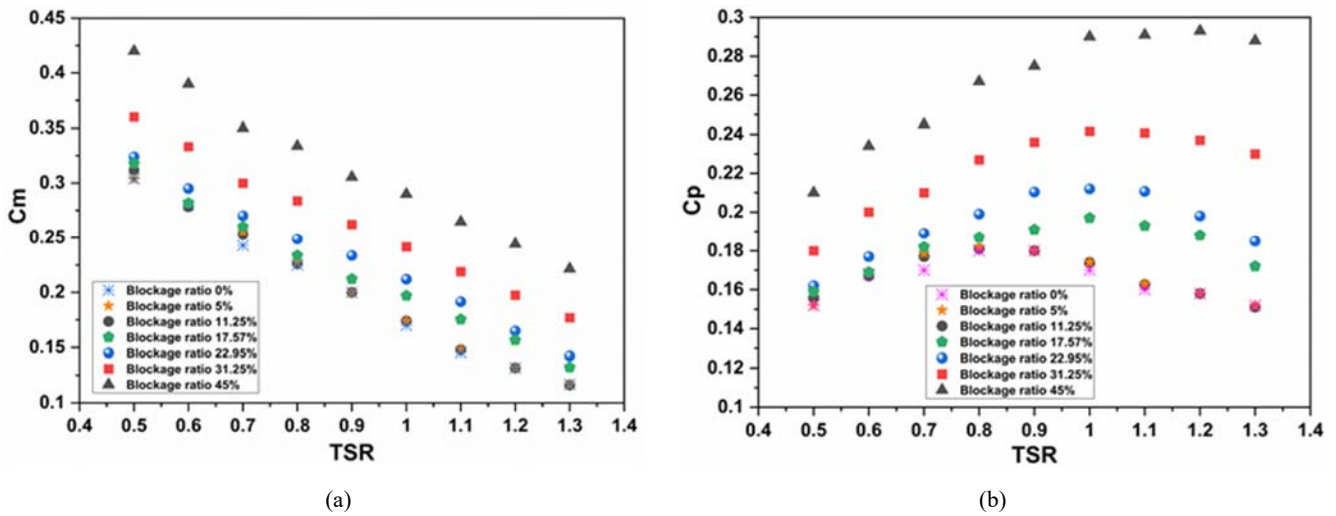 0.45
0.4
0.35
0.3
0.25
0.2
0.15
0.1
Cm
0.4 0.5 0.6 0.7 0.8 0.9 1 1.1 1.2 1.3 1.4
TSR
Blockage ratio 0%
Blockage ratio 5%
Blockage ratio 11.25%
Blockage ratio 17.57%
Blockage ratio 22.95%
Blockage ratio 31.25%
Blockage ratio 45%
(a)
0.3
0.28
0.26
0.24
0.22
0.2
0.18
0.16
0.14
0.12
0.1
Cp
0.4 0.5 0.6 0.7 0.8 0.9 1 1.1 1.2 1.3 1.4
TSR
Blockage ratio 0%
Blockage ratio 5%
Blockage ratio 11.25%
Blockage ratio 17.57%
Blockage ratio 22.95%
Blockage ratio 31.25%
Blockage ratio 45%
(b)